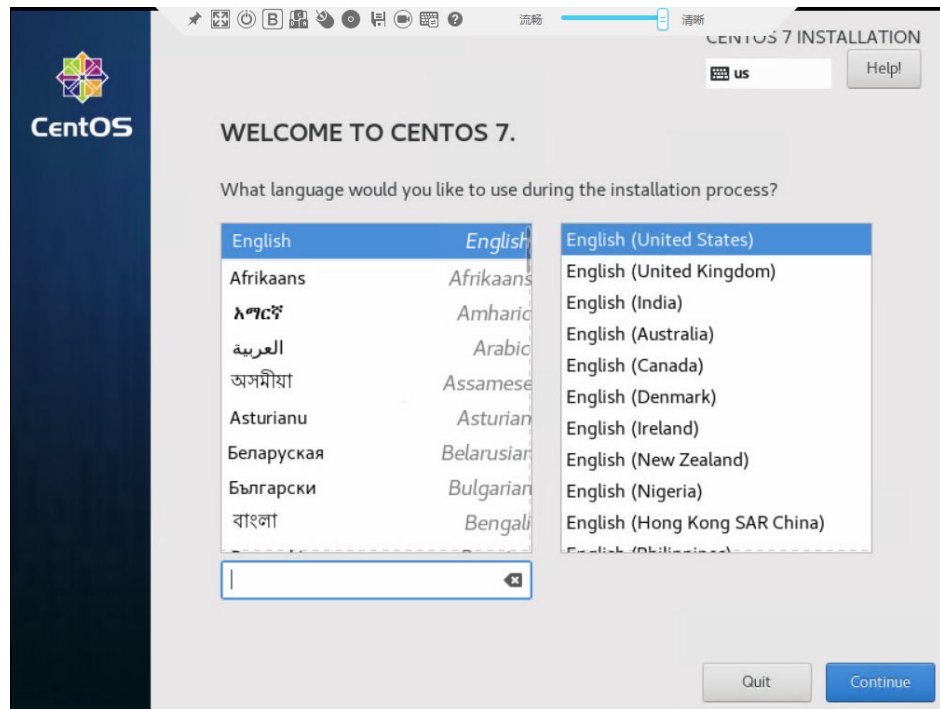 流畅 清晰
CENTOS 7 INSTALLATION
us Help!
CentOS
WELCOME TO CENTOS 7.
What language would you like to use during the installation process?
English English
Afrikaans Afrikaans
አማርኛ Amharic
العربية Arabic
অসমীয়া Assamese
Asturianu Asturian
Беларуская Belarusian
Български Bulgarian
বাংলা Bengali
English (United States)
English (United Kingdom)
English (India)
English (Australia)
English (Canada)
English (Denmark)
English (Ireland)
English (New Zealand)
English (Nigeria)
English (Hong Kong SAR China)
English (Philippines)
Quit Continue